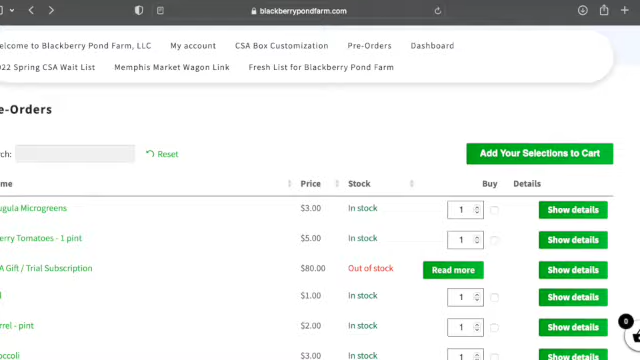 blackberrypondfarm.com
elcome to Blackberry Pond Farm, LLC My account CSA Box Customization Pre-Orders Dashboard
022 Spring CSA Wait List Memphis Market Wagon Link Fresh List for Blackberry Pond Farm
e-Orders
rch: Reset Add Your Selections to Cart
me Price Stock Buy Details
ugula Microgreens $3.00 In stock 1 Show details
erry Tomatoes - 1 pint $5.00 In stock 1 Show details
A Gift / Trial Subscription $80.00 Out of stock Read more Show details
l $1.00 In stock 1 Show details
rrel - pint $2.00 In stock 1 Show details
0
occoli $3.00 In stock 1 Show details